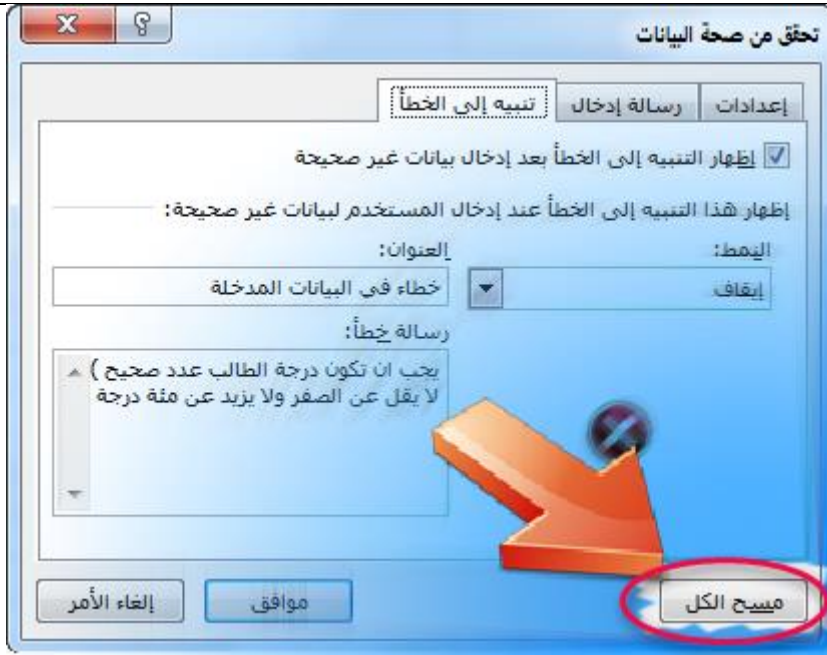 تحقق من صحة البيانات
إعدادات
رسالة إدخال
تنبيه إلى الخطأ
إظهار التنبيه إلى الخطأ بعد إدخال بيانات غير صحيحة
إظهار هذا التنبيه إلى الخطأ عند إدخال المستخدم لبيانات غير صحيحة:
النمط:
العنوان:
إيقاف
خطاء في البيانات المدخلة
رسالة خطأ:
يجب ان تكون درجة الطالب عدد صحيح )
لا يقل عن الصفر ولا يزيد عن مئة درجة
مسح الكل
موافق
إلغاء الأمر